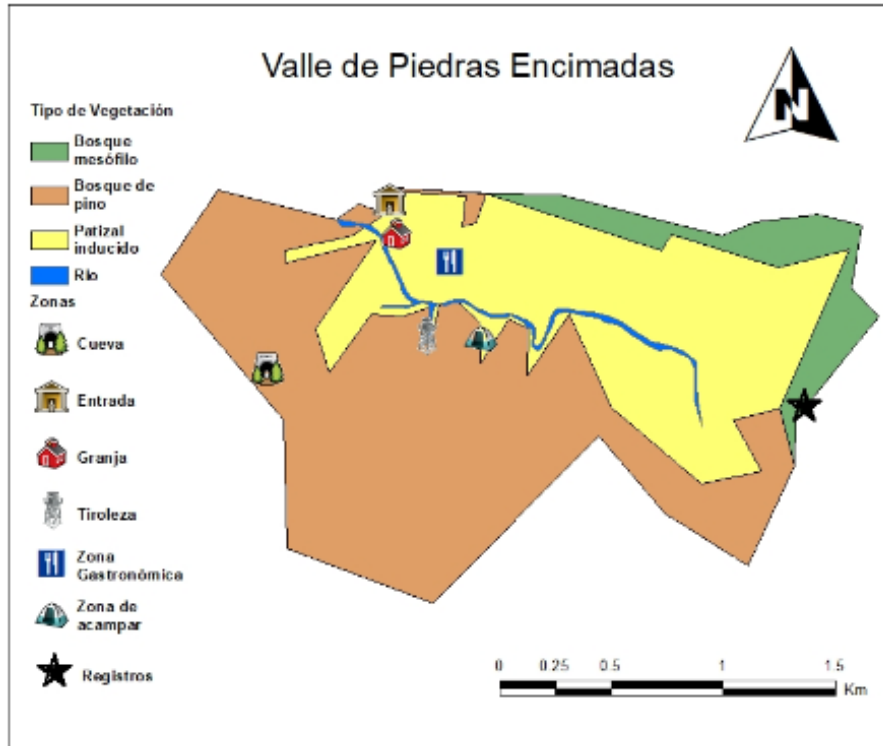 Valle de Piedras Encimadas
N
Tipo de Vegetación
Bosque
mesófilo
Bosque de
pino
Patizal
inducido
Río
Zonas
Cueva
Entrada
Granja
Tiroleza
Zona
Gastronómica
Zona de
acampar
Registros
0 0.25 0.5 1 1.5
Km